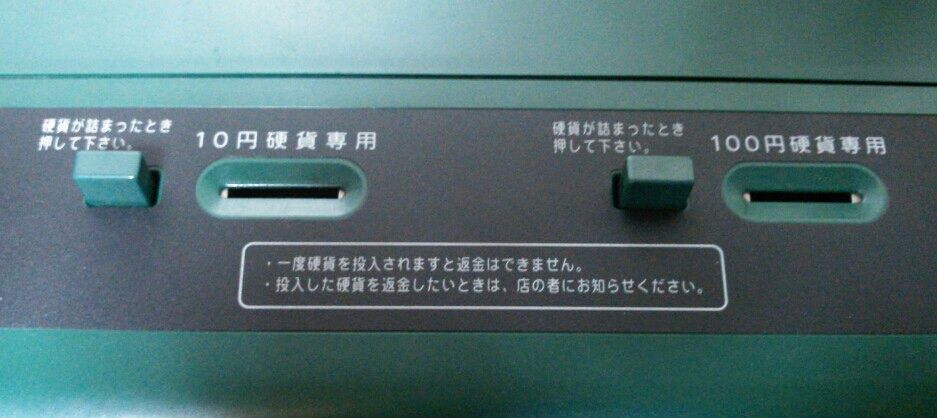 硬貨が詰まったとき
押して下さい。
10円硬貨専用
硬貨が詰まったとき
押して下さい。
100円硬貨専用
・一度硬貨を投入されますと返金はできません。
・投入した硬貨を返金したいときは、店の者にお知らせください。